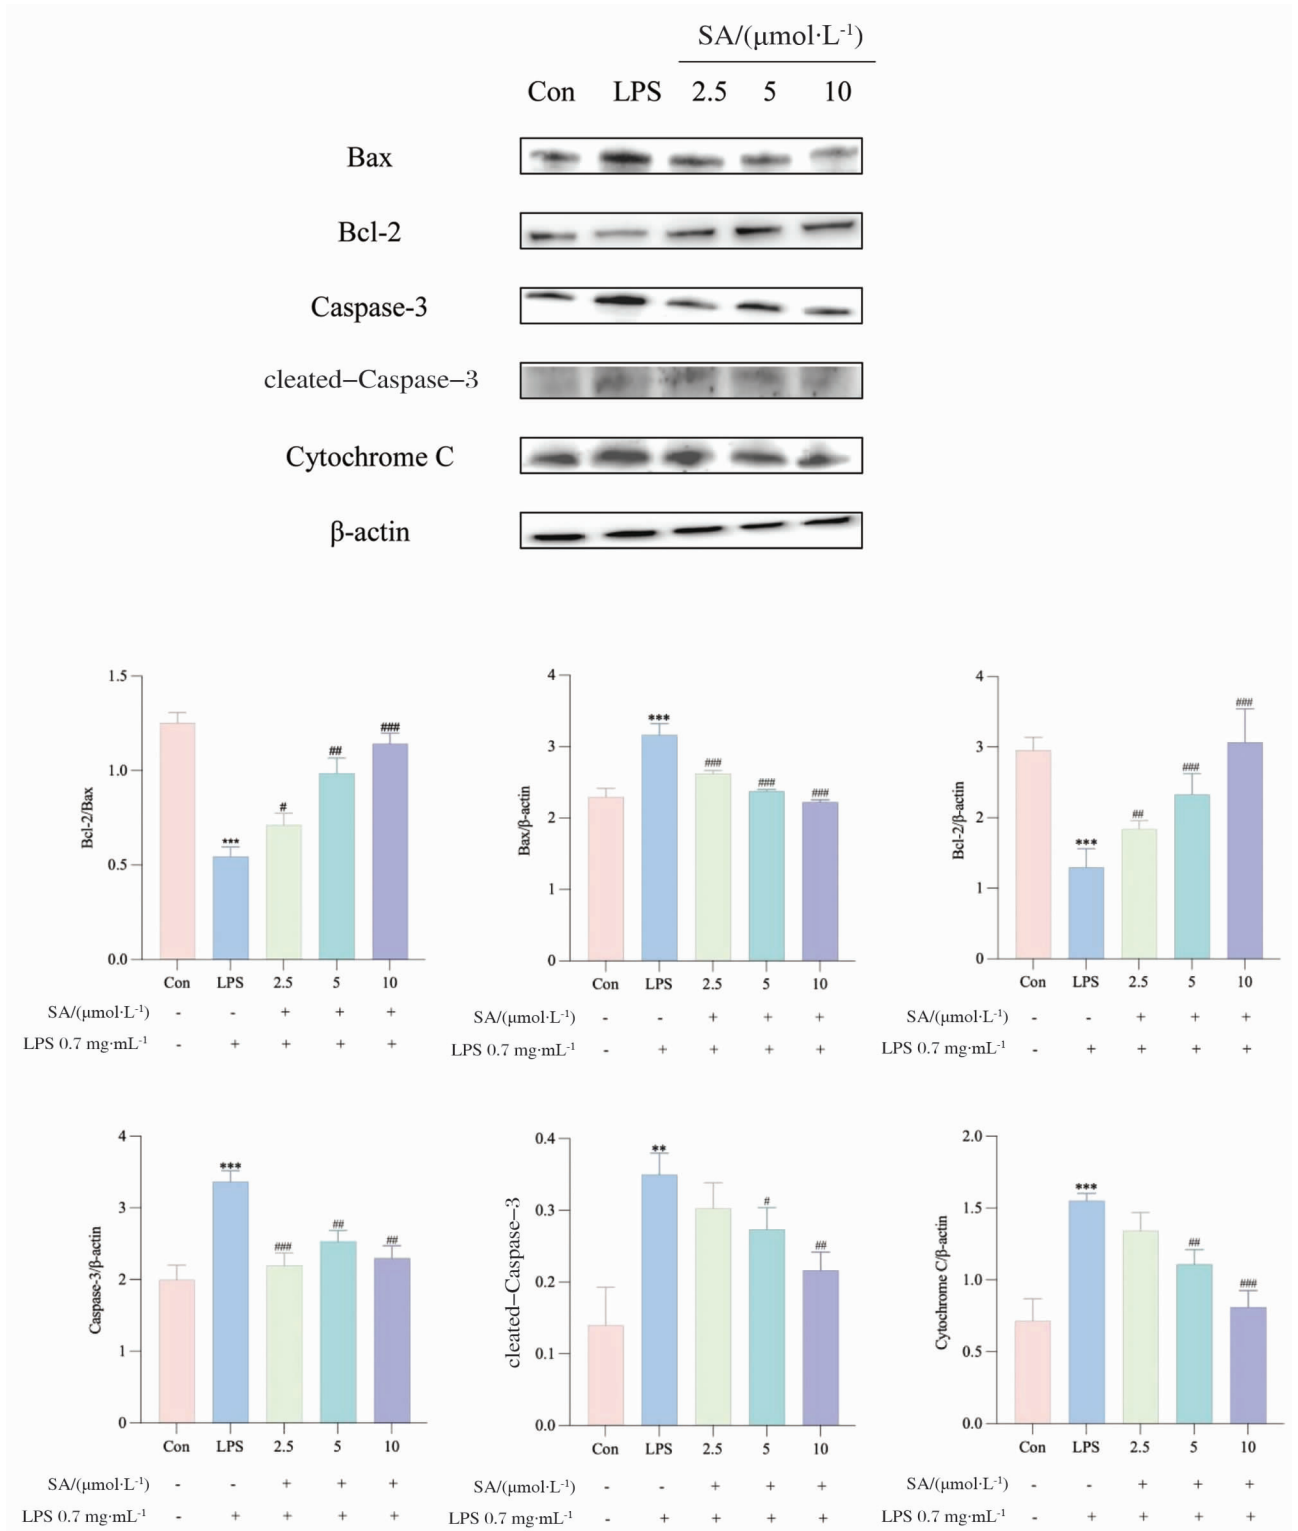 SA/(μmol·L⁻¹)
Con LPS 2.5 5 10
Bax
Bcl-2
Caspase-3
cleated–Caspase–3
Cytochrome C
β-actin
Bcl-2/Bax
1.5
1.0
0.5
0.0
***
#
##
###
Con LPS 2.5 5 10
SA/(μmol·L⁻¹) - - + + +
LPS 0.7 mg·mL⁻¹ - + + + +
Bax/β-actin
4
3
2
1
0
***
###
###
###
Con LPS 2.5 5 10
SA/(μmol·L⁻¹) - - + + +
LPS 0.7 mg·mL⁻¹ - + + + +
Bcl-2/β-actin
4
3
2
1
0
***
##
###
###
Con LPS 2.5 5 10
SA/(μmol·L⁻¹) - - + + +
LPS 0.7 mg·mL⁻¹ - + + + +
Caspase-3/β-actin
4
3
2
1
0
***
###
##
##
Con LPS 2.5 5 10
SA/(μmol·L⁻¹) - - + + +
LPS 0.7 mg·mL⁻¹ - + + + +
cleated–Caspase–3
0.4
0.3
0.2
0.1
0.0
**
#
##
Con LPS 2.5 5 10
SA/(μmol·L⁻¹) - - + + +
LPS 0.7 mg·mL⁻¹ - + + + +
Cytochrome C/β-actin
2.0
1.5
1.0
0.5
0.0
***
##
###
Con LPS 2.5 5 10
SA/(μmol·L⁻¹) - - + + +
LPS 0.7 mg·mL⁻¹ - + + + +